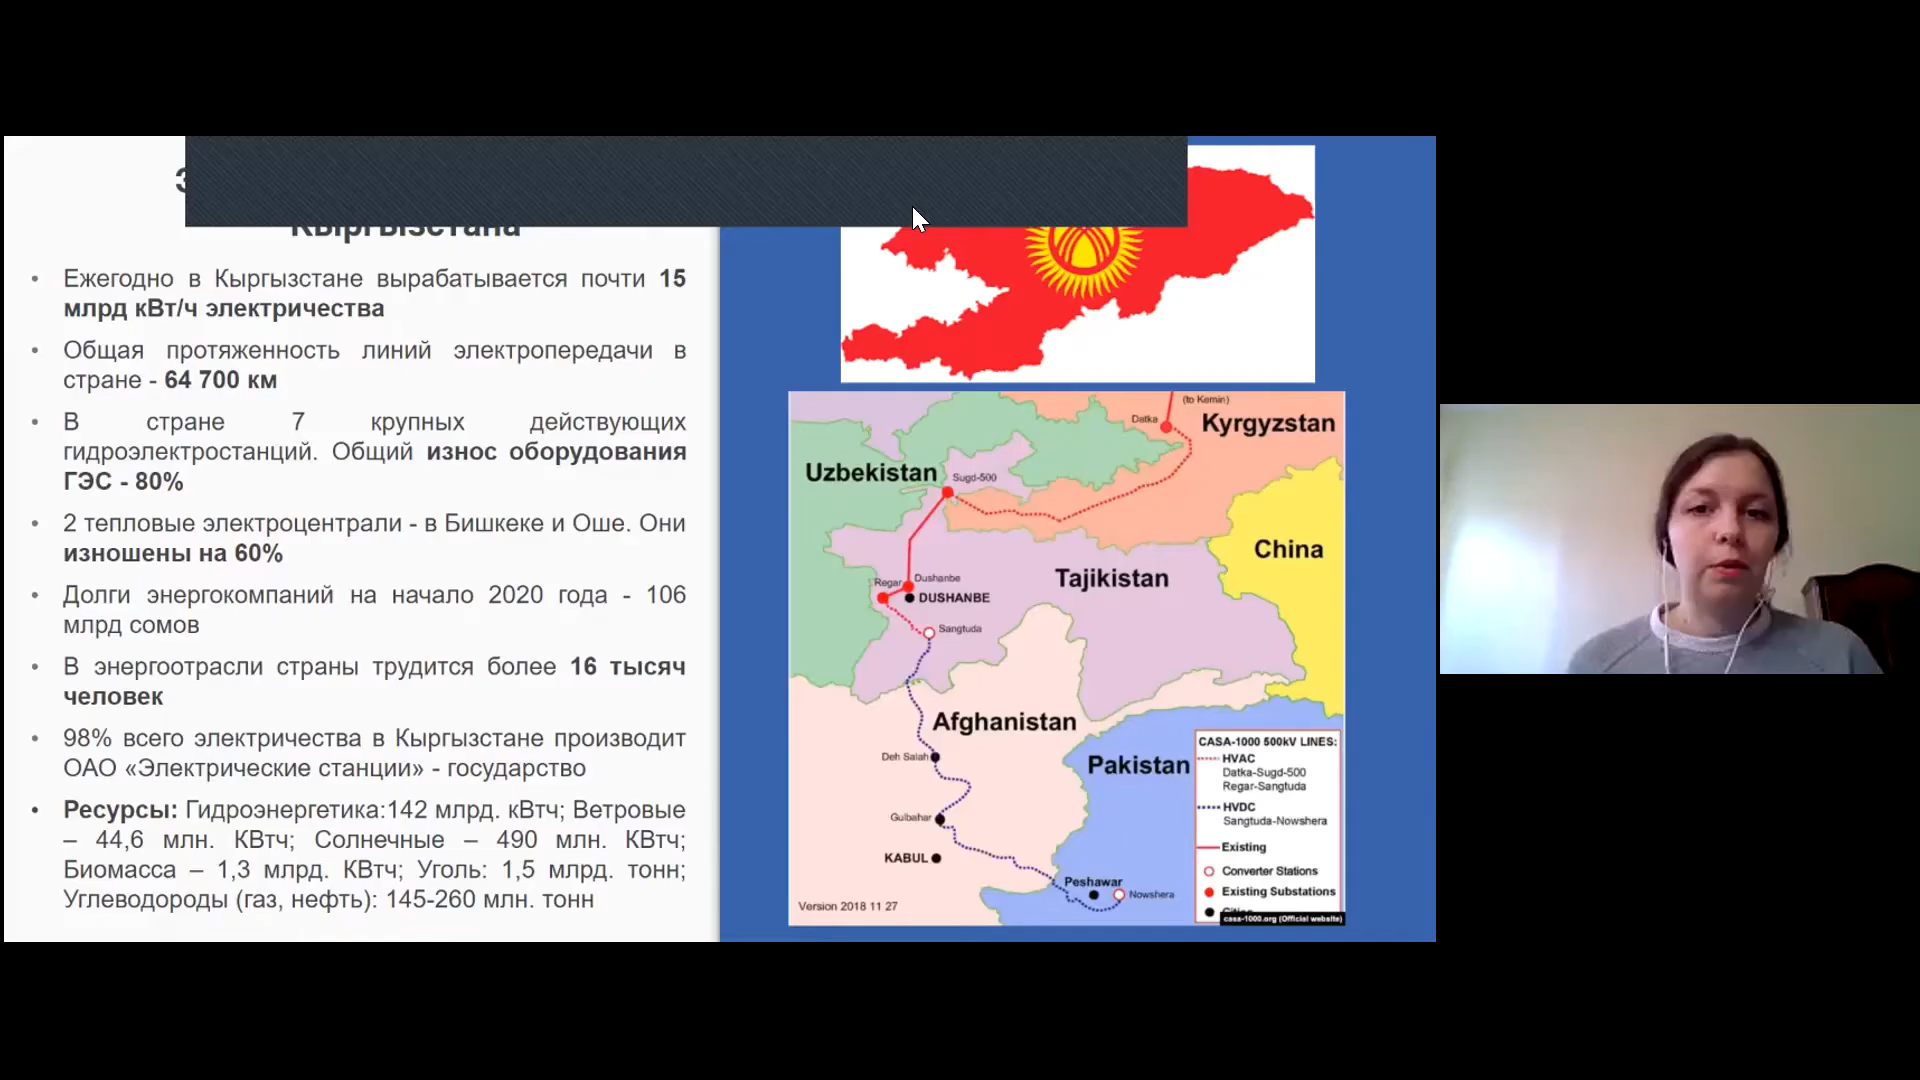 Кыргызстана
Ежегодно в Кыргызстане вырабатывается почти 15
млрд кВт/ч электричества
Общая протяженность линий электропередачи в
стране - 64 700 км
В стране 7 крупных действующих
гидроэлектростанций. Общий износ оборудования
ГЭС - 80%
2 тепловые электроцентрали - в Бишкеке и Оше. Они
изношены на 60%
Долги энергокомпаний на начало 2020 года - 106
млрд сомов
В энергоотрасли страны трудится более 16 тысяч
человек
98% всего электричества в Кыргызстане производит
ОАО «Электрические станции» - государство
Ресурсы: Гидроэнергетика:142 млрд. кВтч; Ветровые
– 44,6 млн. КВтч; Солнечные – 490 млн. КВтч;
Биомасса – 1,3 млрд. КВтч; Уголь: 1,5 млрд. тонн;
Углеводороды (газ, нефть): 145-260 млн. тонн
(to Kemin)
Datka
Kyrgyzstan
Uzbekistan
Sugd-500
China
Tajikistan
Regar
Dushanbe
DUSHANBE
Sangtuda
Afghanistan
Deh Salah
Pakistan
Gulbahar
KABUL
Peshawar
Nowshera
Version 2018 11 27
CASA-1000 500kV LINES:
HVAC
Datka-Sugd-500
Regar-Sangtuda
HVDC
Sangtuda-Nowshera
Existing
Converter Stations
Existing Substations
casa-1000.org (Official website)